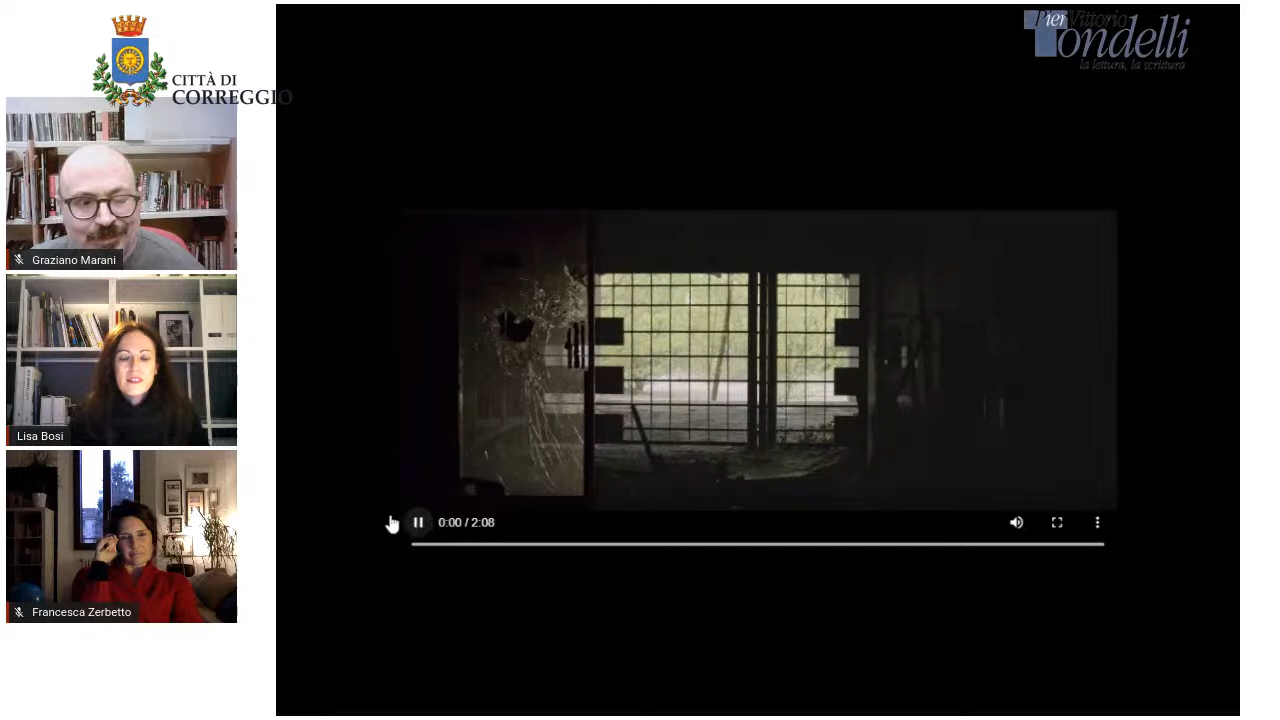 CITTÀ DI
CORREGGIO
Pier Vittorio
Tondelli
la lettura, la scrittura
Graziano Marani
Lisa Bosi
Francesca Zerbetto
0:00 / 2:08